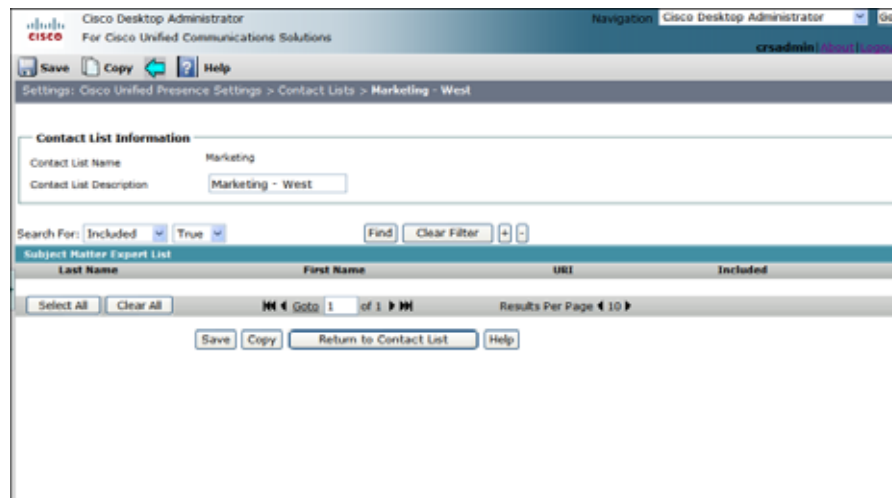 Cisco Desktop Administrator
For Cisco Unified Communications Solutions
CISCO
Navigation Cisco Desktop Administrator
crsadmin|About|Logou
Save Copy ? Help
Settings: Cisco Unified Presence Settings > Contact Lists > Marketing - West
Contact List Information
Contact List Name Marketing
Contact List Description Marketing - West
Search For: Included True Find Clear Filter + -
Subject Matter Expert List
Last Name First Name URI Included
Select All Clear All Goto 1 of 1 Results Per Page 10
Save Copy Return to Contact List Help